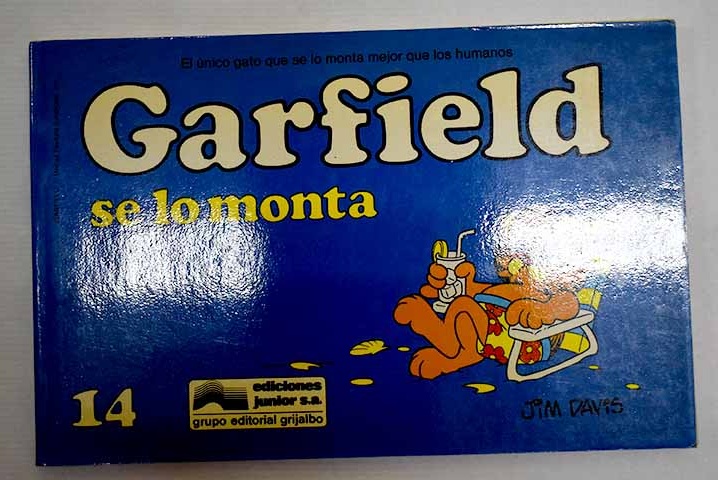 El único gato que se lo monta mejor que los humanos
Garfield
se lo monta
14
ediciones
junior s.a.
grupo editorial grijalbo
JIM DAVIS